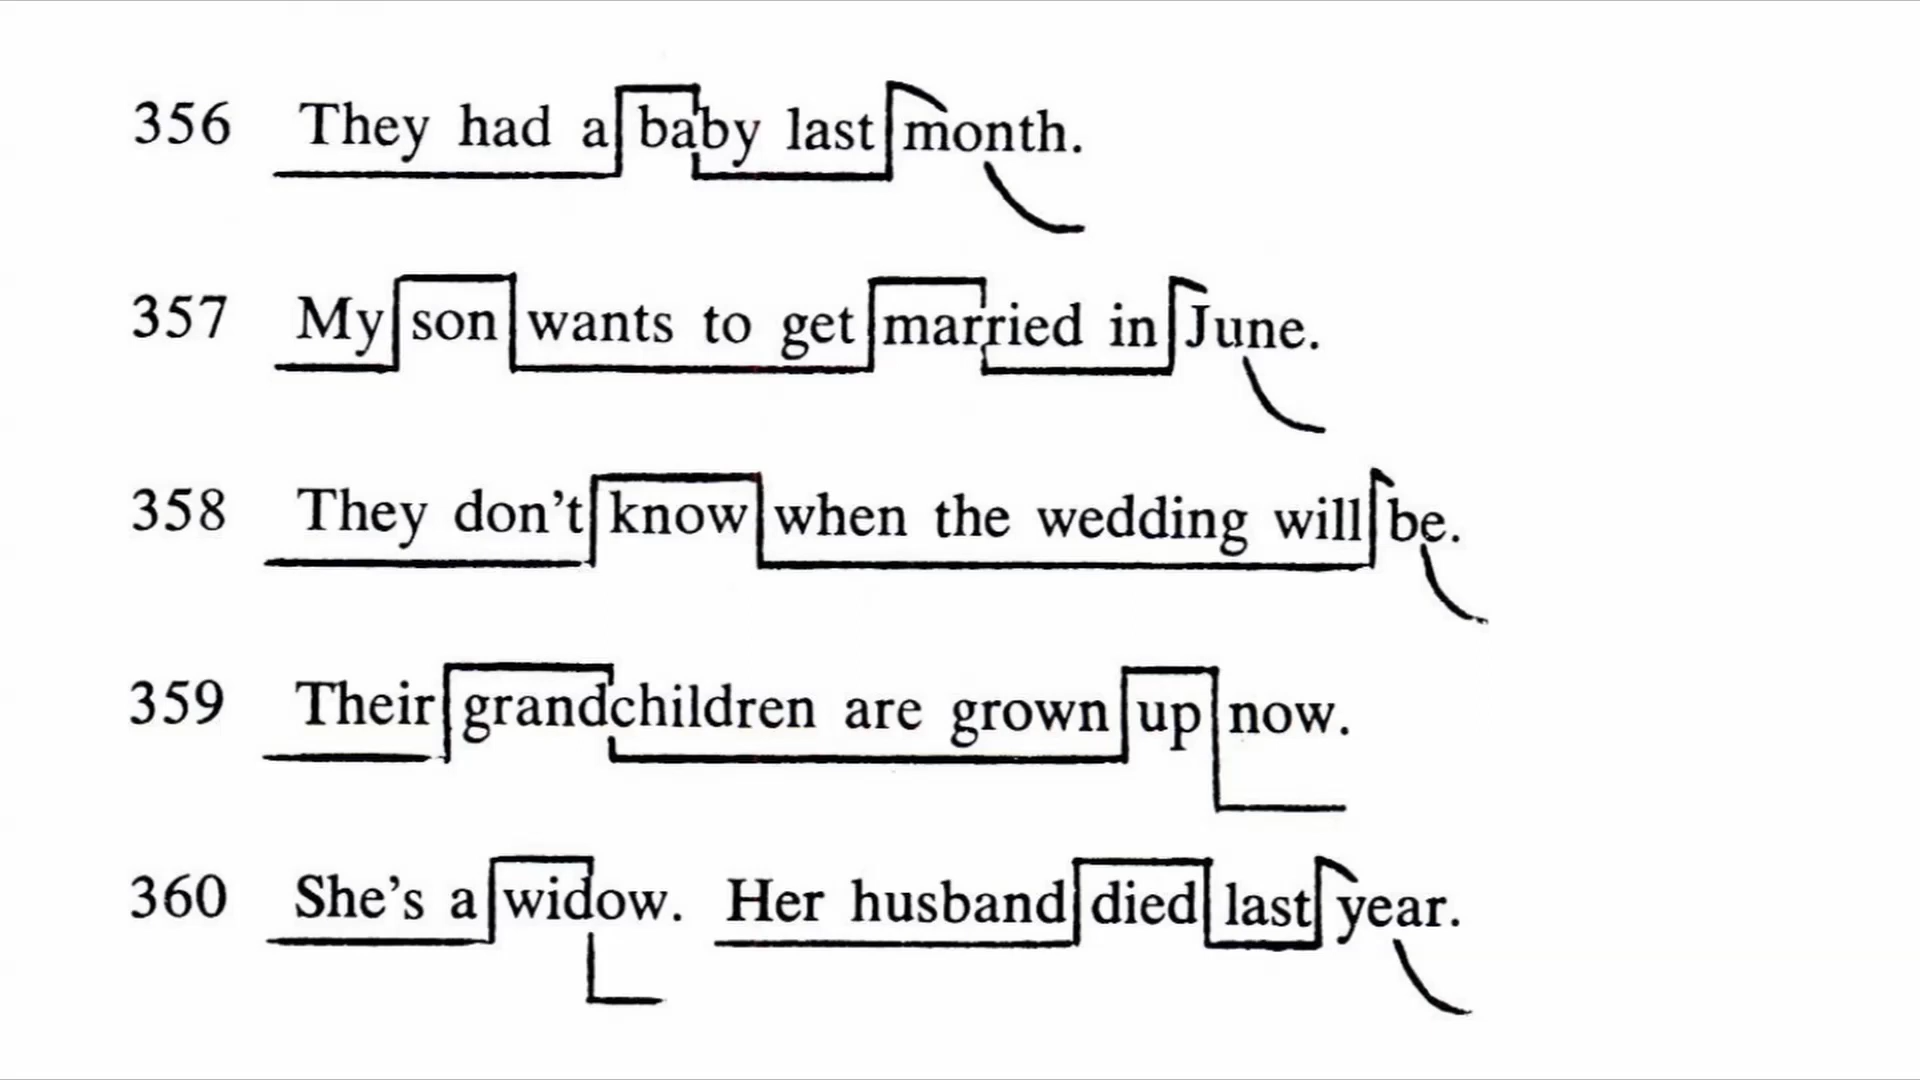 356 They had a baby last month.
357 My son wants to get married in June.
358 They don't know when the wedding will be.
359 Their grandchildren are grown up now.
360 She's a widow. Her husband died last year.